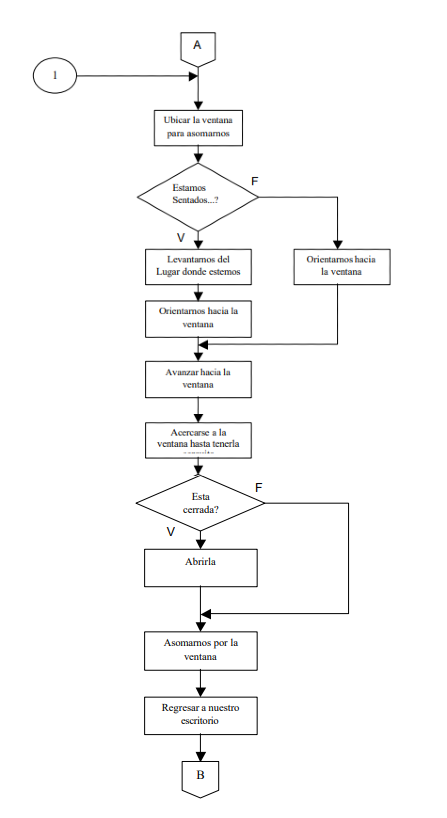 A
1
Ubicar la ventana
para asomarnos
Estamos
Sentados...?
F
V
Levantarnos del
Lugar donde estemos
Orientarnos hacia
la ventana
Orientarnos hacia la
ventana
Avanzar hacia la
ventana
Acercarse a la
ventana hasta tenerla
Esta
cerrada?
F
V
Abrirla
Asomarnos por la
ventana
Regresar a nuestro
escritorio
B